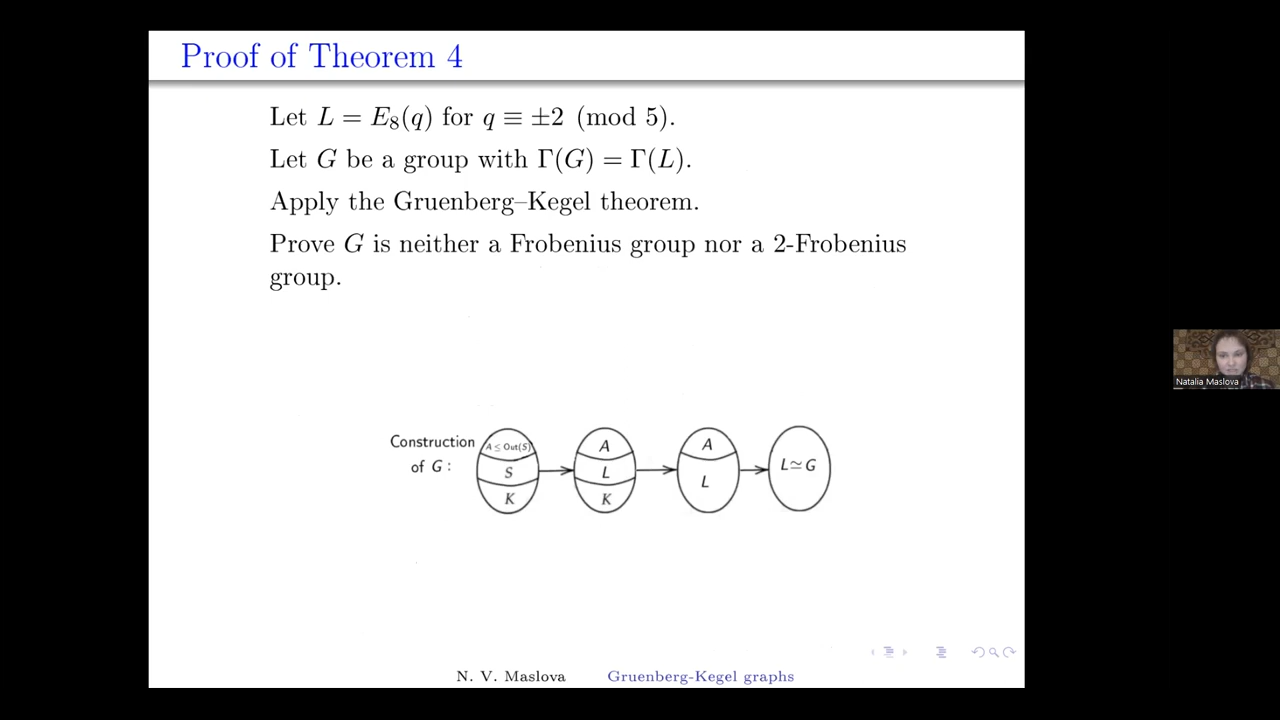 Proof of Theorem 4
Let L = E₈(q) for q ≡ ±2 (mod 5).
Let G be a group with Γ(G) = Γ(L).
Apply the Gruenberg–Kegel theorem.
Prove G is neither a Frobenius group nor a 2-Frobenius
group.
Construction
of G :
A ≤ Out(S)
S
K
A
L
K
A
L
L ≃ G
Natalia Maslova
N. V. Maslova Gruenberg-Kegel graphs